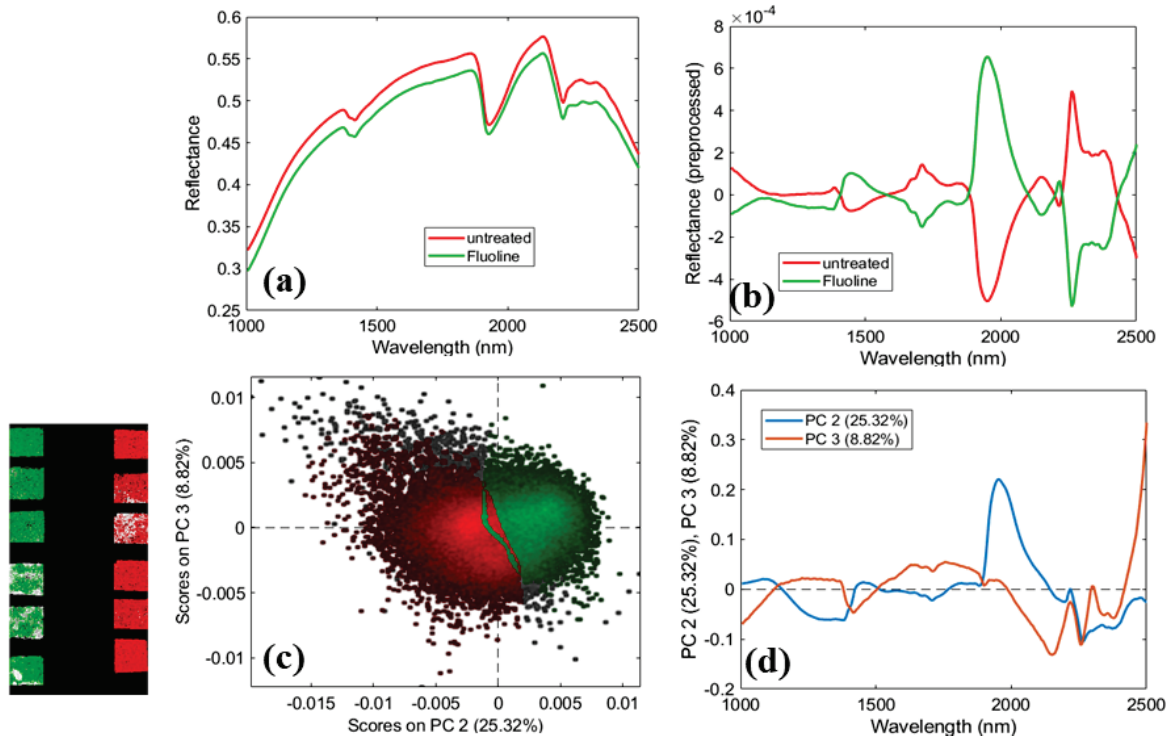 0.6
0.55
0.5
0.45
0.4
0.35
0.3
0.25
Reflectance
untreated
Fluoline
(a)
1000
1500
2000
2500
Wavelength (nm)
×10⁻⁴
8
6
4
2
0
-2
-4
-6
Reflectance (preprocessed)
untreated
Fluoline
(b)
1000
1500
2000
2500
Wavelength (nm)
0.01
0.005
0
-0.005
-0.01
Scores on PC 3 (8.82%)
(c)
-0.015
-0.01
-0.005
0
0.005
0.01
Scores on PC 2 (25.32%)
0.4
0.3
0.2
0.1
0
-0.1
-0.2
PC 2 (25.32%), PC 3 (8.82%)
PC 2 (25.32%)
PC 3 (8.82%)
(d)
1000
1500
2000
2500
Wavelength (nm)